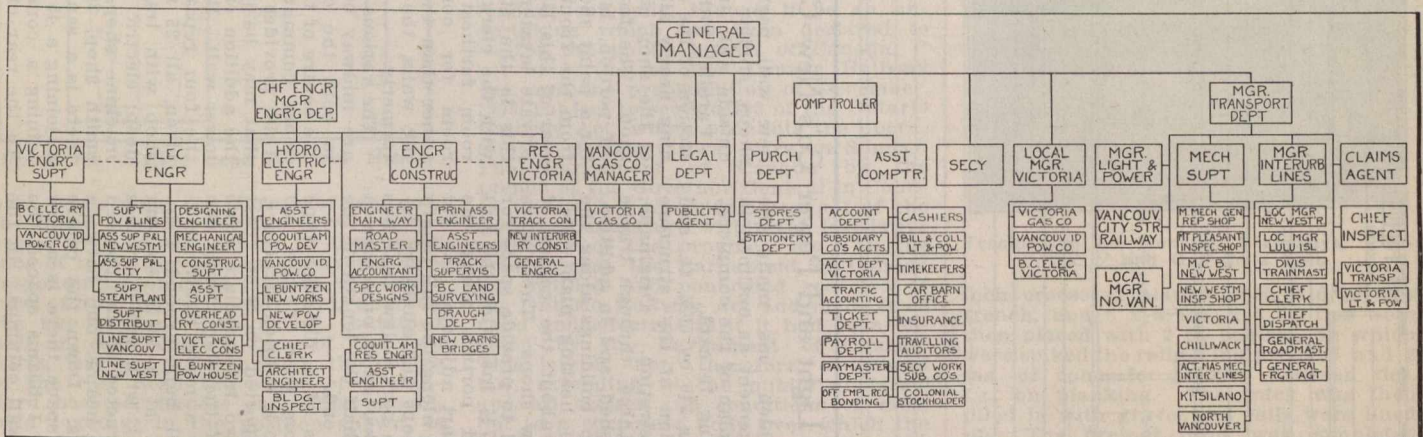 GENERAL
MANAGER
CHF ENGR
MGR
ENGR'G DEP.
COMPTROLLER
MGR.
TRANSPORT.
DEPT
VICTORIA
ENGR'G
SUPT
ELEC
ENGR
HYDRO
ELECTRIC
ENGR
ENGR
OF
CONSTRUC
RES
ENGR
VICTORIA
VANCOUV
GAS CO
MANAGER
LEGAL
DEPT
PURCH
DEPT
ASST
COMPTR
SECY
LOCAL
MGR.
VICTORIA
MGR.
LIGHT &
POWER
MECH
SUPT
MGR
INTERURB
LINES
CLAIMS
AGENT
B C ELEC RY
VICTORIA
VANCOUV ID
POWER CO
SUPT
POW & LINES
ASS SUP P&L
NEW WESTM
ASS SUP P&L
CITY
SUPT
STEAM PLANT
SUPT
DISTRIBUT
LINE SUPT
VANCOUV
LINE SUPT
NEW WEST
DESIGNING
ENGINEER
MECHANICAL
ENGINEER
CONSTRUC
SUPT
ASST
SUPT
OVERHEAD
RY CONST.
VICT NEW
ELEC CONS
L BUNTZEN
POW HOUSE
ASST
ENGINEERS
COQUITLAM
POW DEV
VANCOUV ID
POW. CO
L BUNTZEN
NEW WORKS
NEW POW
DEVELOP
CHIEF
CLERK
ARCHITECT
ENGINEER
BLDG
INSPECT
ENGINEER
MAIN WAY
ROAD
MASTER
ENGRG
ACCOUNTANT
SPEC WORK
DESIGNS
COQUITLAM
RES ENGR
ASST
ENGINEER
SUPT
PRIN ASS
ENGINEER
ASST
ENGINEERS
TRACK
SUPERVIS
B C LAND
SURVEYING
DRAUGH
DEPT
NEW BARNS
BRIDGES
VICTORIA
TRACK CON
NEW INTERURB
RY CONST.
GENERAL
ENGRG
VICTORIA
GAS CO
PUBLICITY
AGENT
STORES
DEPT
STATIONERY
DEPT
ACCOUNT
DEPT
SUBSIDIARY
CO'S ACCTS
ACCT DEPT
VICTORIA
TRAFFIC
ACCOUNTING
TICKET
DEPT.
PAYROLL
DEPT
PAYMASTER
DEPT.
OFF EMPL REC
BONDING
CASHIERS
BILL & COLL
LT & POW
TIMEKEEPERS
CAR BARN
OFFICE
INSURANCE
TRAVELLING
AUDITORS
SECY WORK
SUB COS
COLONIAL
STOCKHOLDER
VICTORIA
GAS CO
VANCOUV ID
POW CO
B C ELEC
VICTORIA
VANCOUV
CITY STR
RAILWAY
LOCAL
MGR
NO. VAN.
M MECH GEN
REP SHOP
MT PLEASANT
INSPEC SHOP
M. C B
NEW WEST
NEW WESTM
INSP SHOP
VICTORIA
CHILLIWACK
ACT. MAS MEC
INTER LINES
KITSILANO
NORTH
VANCOUVER
LOC MGR
NEW WESTR.
LOC MGR
LULU ISL
DIVIS
TRAINMAST.
CHIEF
CLERK
CHIEF
DISPATCH
GENERAL
ROADMAST.
GENERAL
FRGT. AGT
CHIEF
INSPECT
VICTORIA
TRANSP
VICTORIA
LT & POW